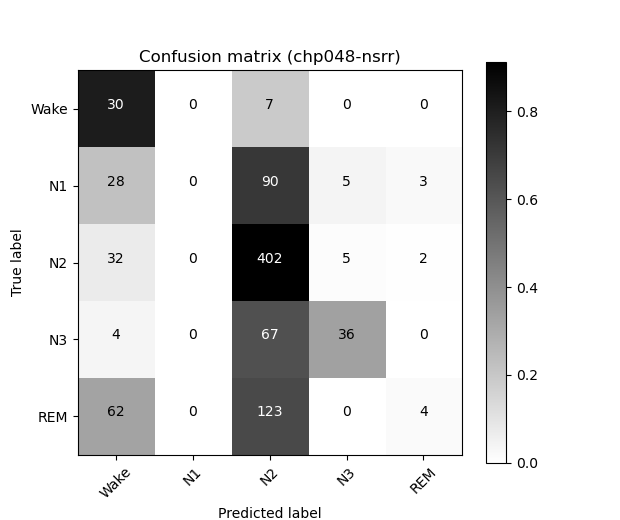 Confusion matrix (chp048-nsrr)
Wake 30 0 7 0 0
N1 28 0 90 5 3
N2 32 0 402 5 2
N3 4 0 67 36 0
REM 62 0 123 0 4
Wake N1 N2 N3 REM
Predicted label
True label
0.8
0.6
0.4
0.2
0.0